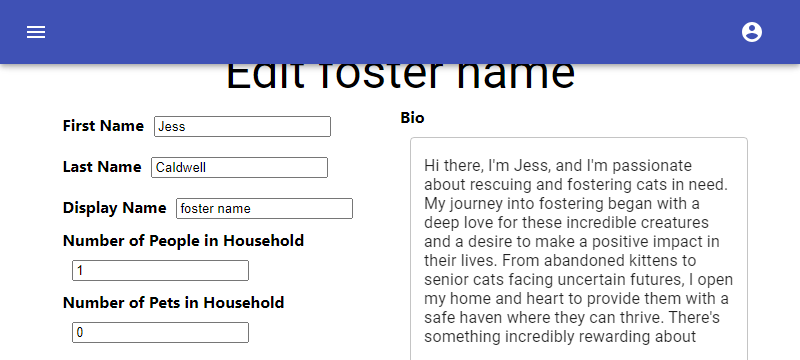 Edit foster name
First Name Jess
Last Name Caldwell
Display Name foster name
Number of People in Household
1
Number of Pets in Household
0
Bio
Hi there, I'm Jess, and I'm passionate
about rescuing and fostering cats in need.
My journey into fostering began with a
deep love for these incredible creatures
and a desire to make a positive impact in
their lives. From abandoned kittens to
senior cats facing uncertain futures, I open
my home and heart to provide them with a
safe haven where they can thrive. There's
something incredibly rewarding about